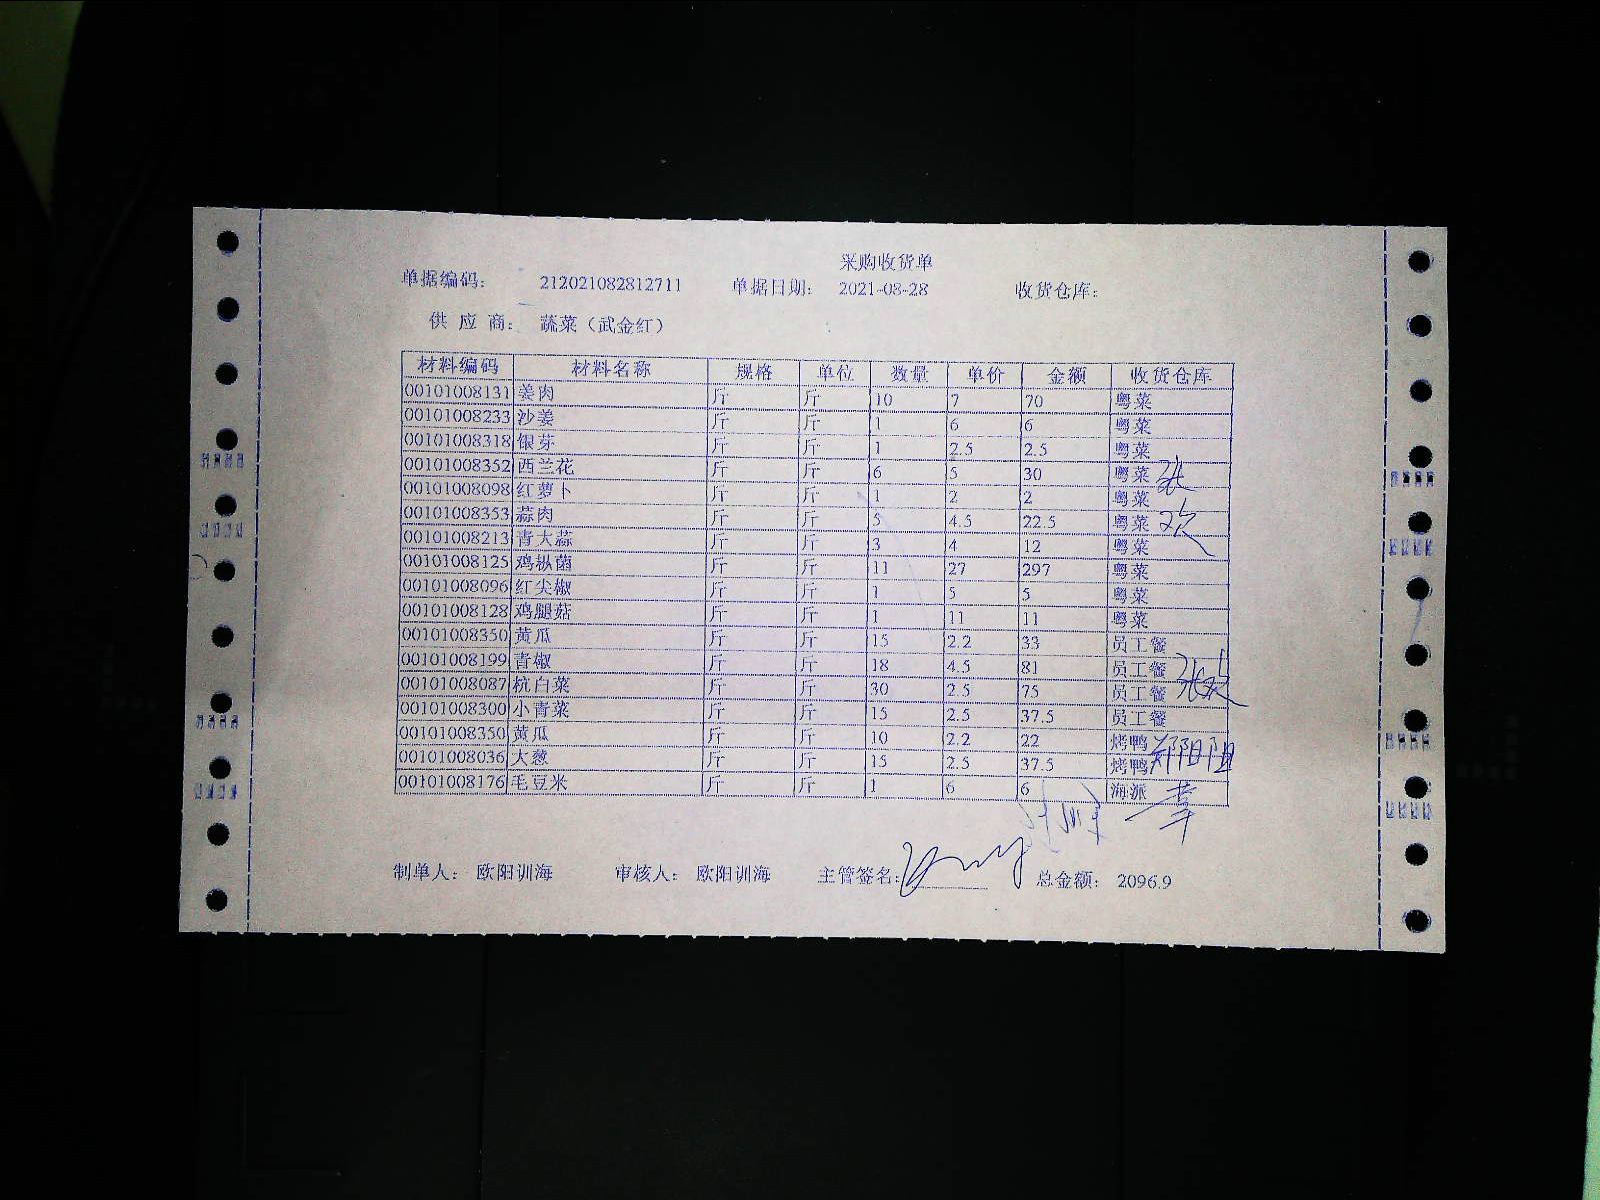 采购收货单
单据编码: 212021082812711 单据日期: 2021-08-28 收货仓库:
供 应 商: 蔬菜（武金红）
材料编码 材料名称 规格 单位 数量 单价 金额 收货仓库
00101008131 姜肉 斤 斤 10 7 70 粤菜
00101008233 沙姜 斤 斤 1 6 6 粤菜
00101008318 银芽 斤 斤 1 2.5 2.5 粤菜
00101008352 西兰花 斤 斤 6 5 30 粤菜
00101008098 红萝卜 斤 斤 1 2 2 粤菜
00101008353 蒜肉 斤 斤 5 4.5 22.5 粤菜
00101008213 青大蒜 斤 斤 3 4 12 粤菜
00101008125 鸡枞菌 斤 斤 11 27 297 粤菜
00101008096 红尖椒 斤 斤 1 5 5 粤菜
00101008128 鸡腿菇 斤 斤 1 11 11 粤菜
00101008350 黄瓜 斤 斤 15 2.2 33 员工餐
00101008199 青椒 斤 斤 18 4.5 81 员工餐
00101008087 杭白菜 斤 斤 30 2.5 75 员工餐
00101008300 小青菜 斤 斤 15 2.5 37.5 员工餐
00101008350 黄瓜 斤 斤 10 2.2 22 烤鸭
00101008036 大葱 斤 斤 15 2.5 37.5 烤鸭
00101008176 毛豆米 斤 斤 1 6 6 海派
制单人: 欧阳训海 审核人: 欧阳训海 主管签名: 总金额: 2096.9